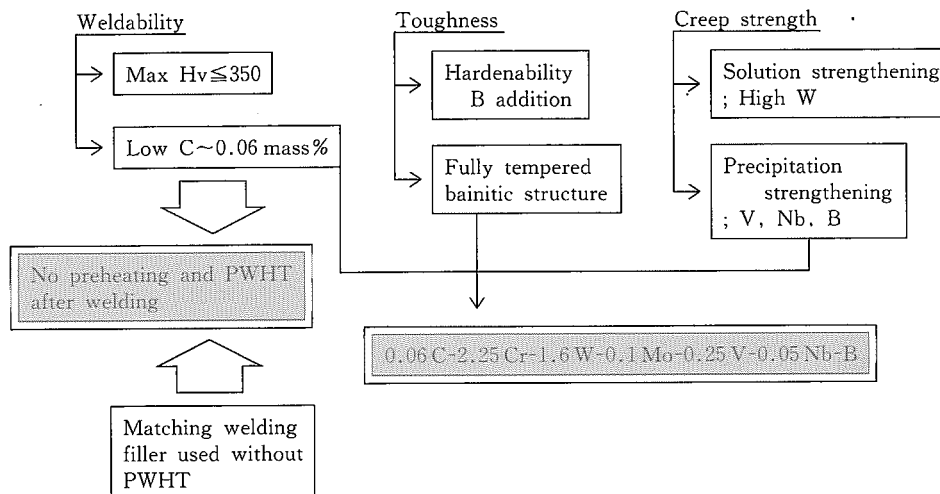 Weldability
Max Hv≦350
Low C~0.06 mass%
No preheating and PWHT
after welding
Matching welding
filler used without
PWHT
Toughness
Hardenability
B addition
Fully tempered
bainitic structure
Creep strength
Solution strengthening
; High W
Precipitation
strengthening
; V, Nb, B
0.06 C-2.25 Cr-1.6 W-0.1 Mo-0.25 V-0.05 Nb-B